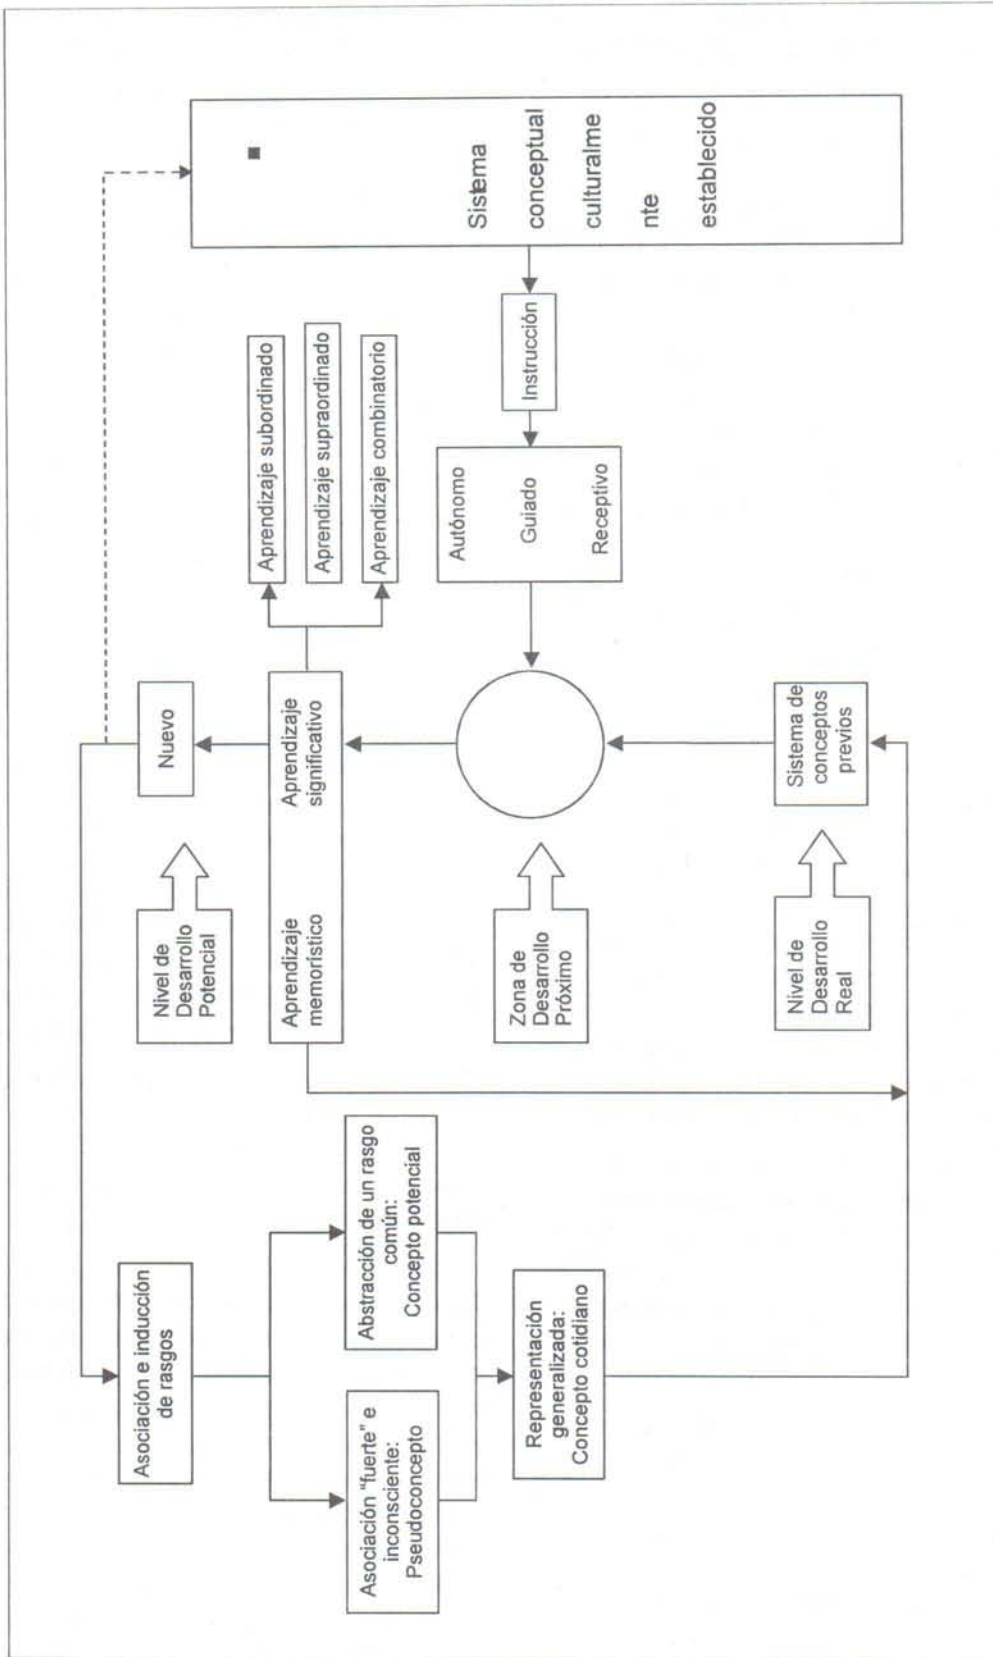 Asociación e inducción
de rasgos
Asociación "fuerte" e
inconsciente:
Pseudoconcepto
Abstracción de un rasgo
común:
Concepto potencial
Representación
generalizada:
Concepto cotidiano
Nivel de
Desarrollo
Potencial
Nuevo
Aprendizaje
memorístico
Aprendizaje
significativo
Aprendizaje subordinado
Aprendizaje supraordinado
Aprendizaje combinatorio
Zona de
Desarrollo
Próximo
Autónomo
Guiado
Receptivo
Instrucción
Nivel de
Desarrollo
Real
Sistema de
conceptos
previos
Sistema
conceptual
culturalme
nte
establecido